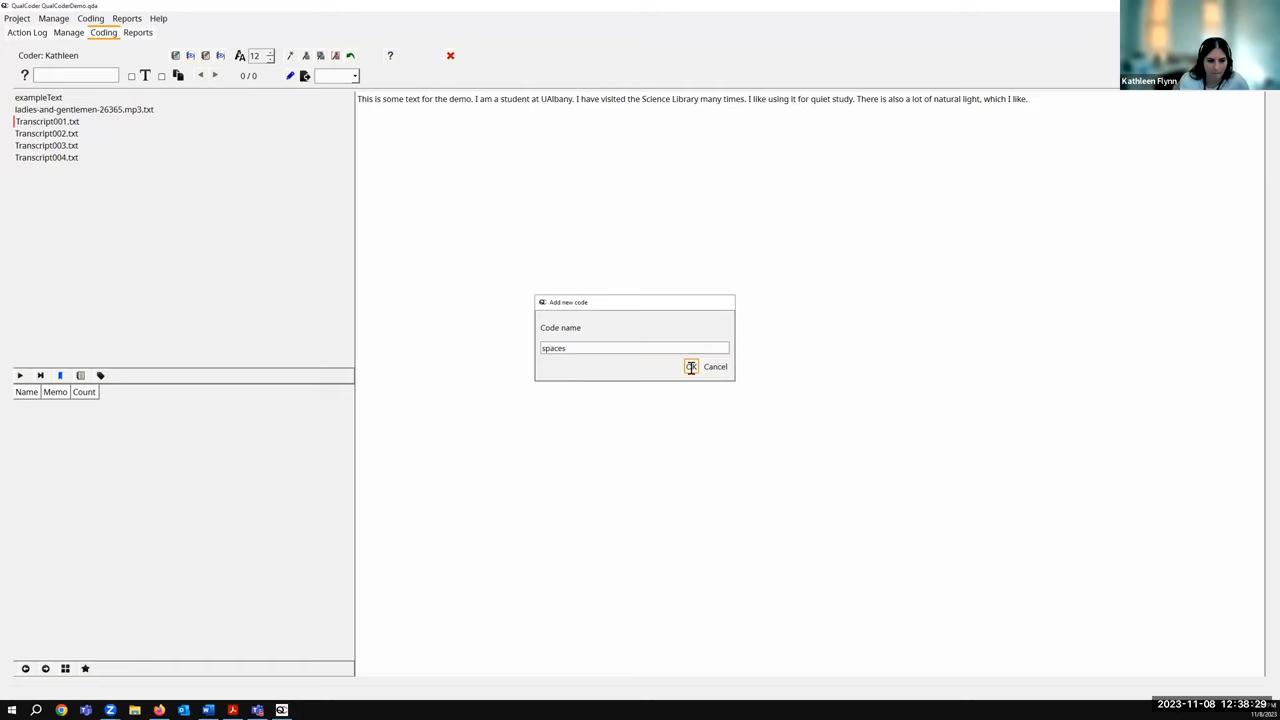 QualCoder QualCoderDemo.qda
Project Manage Coding Reports Help
Action Log Manage Coding Reports
Coder: Kathleen
12
?
?
T
0 / 0
Kathleen Flynn
exampleText
ladies-and-gentlemen-26365.mp3.txt
Transcript001.txt
Transcript002.txt
Transcript003.txt
Transcript004.txt
This is some text for the demo. I am a student at UAlbany. I have visited the Science Library many times. I like using it for quiet study. There is also a lot of natural light, which I like.
Add new code
Code name
spaces
OK Cancel
Name Memo Count
2023-11-08 12:38:29
11/8/2023